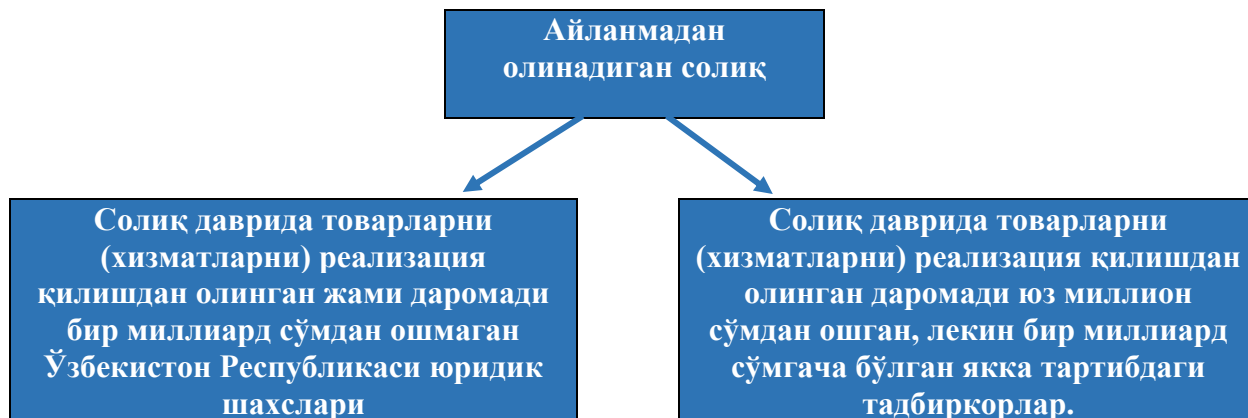 Айланмадан
олинадиган солиқ
Солиқ даврида товарларни
(хизматларни) реализация
қилишдан олинган жами даромади
бир миллиард сўмдан ошмаган
Ўзбекистон Республикаси юридик
шахслари
Солиқ даврида товарларни
(хизматларни) реализация қилишдан
олинган даромади юз миллион
сўмдан ошган, лекин бир миллиард
сўмгача бўлган якка тартибдаги
тадбиркорлар.